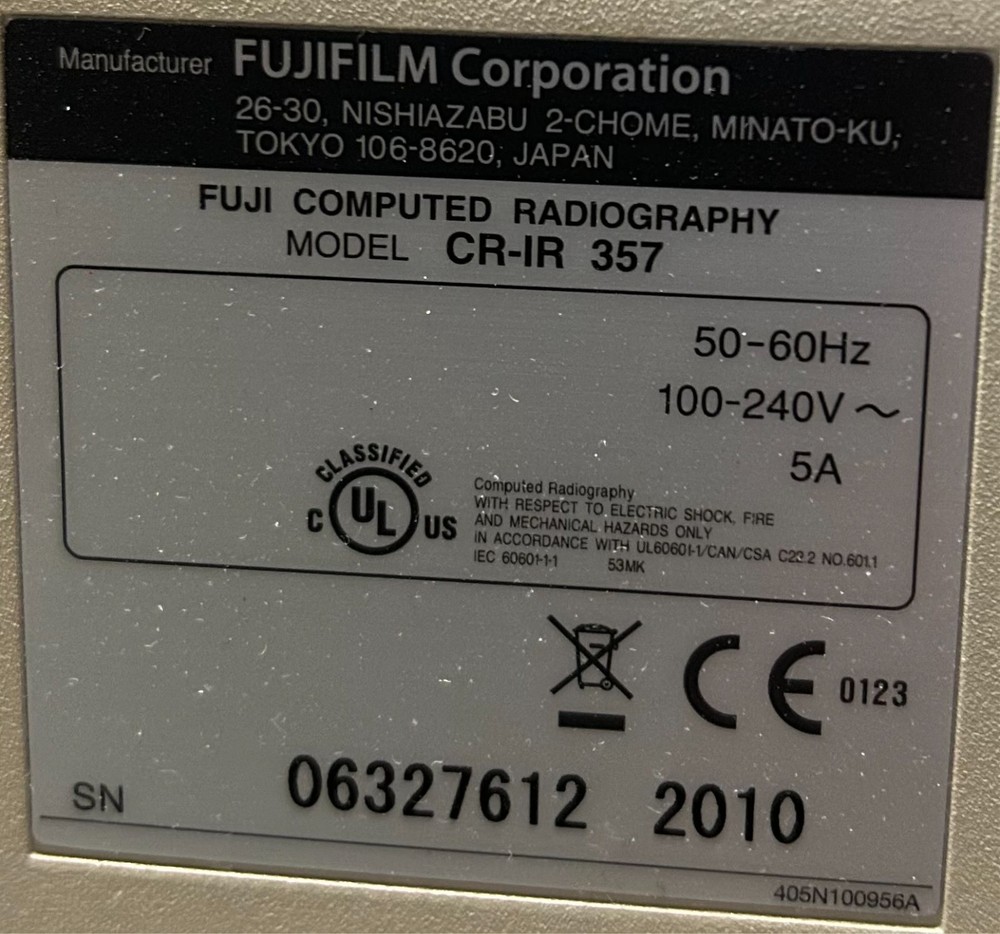 Manufacturer FUJIFILM Corporation
26-30, NISHIAZABU 2-CHOME, MINATO-KU,
TOKYO 106-8620, JAPAN
FUJI COMPUTED RADIOGRAPHY
MODEL CR-IR 357
50-60Hz
100-240V ~
5A
CLASSIFIED
C UL US
Computed Radiography
WITH RESPECT TO ELECTRIC SHOCK, FIRE
AND MECHANICAL HAZARDS ONLY
IN ACCORDANCE WITH UL60601-1/CAN/CSA C22.2 NO.601.1
IEC 60601-1-1 53MK
CE 0123
SN 06327612 2010
405N100956A